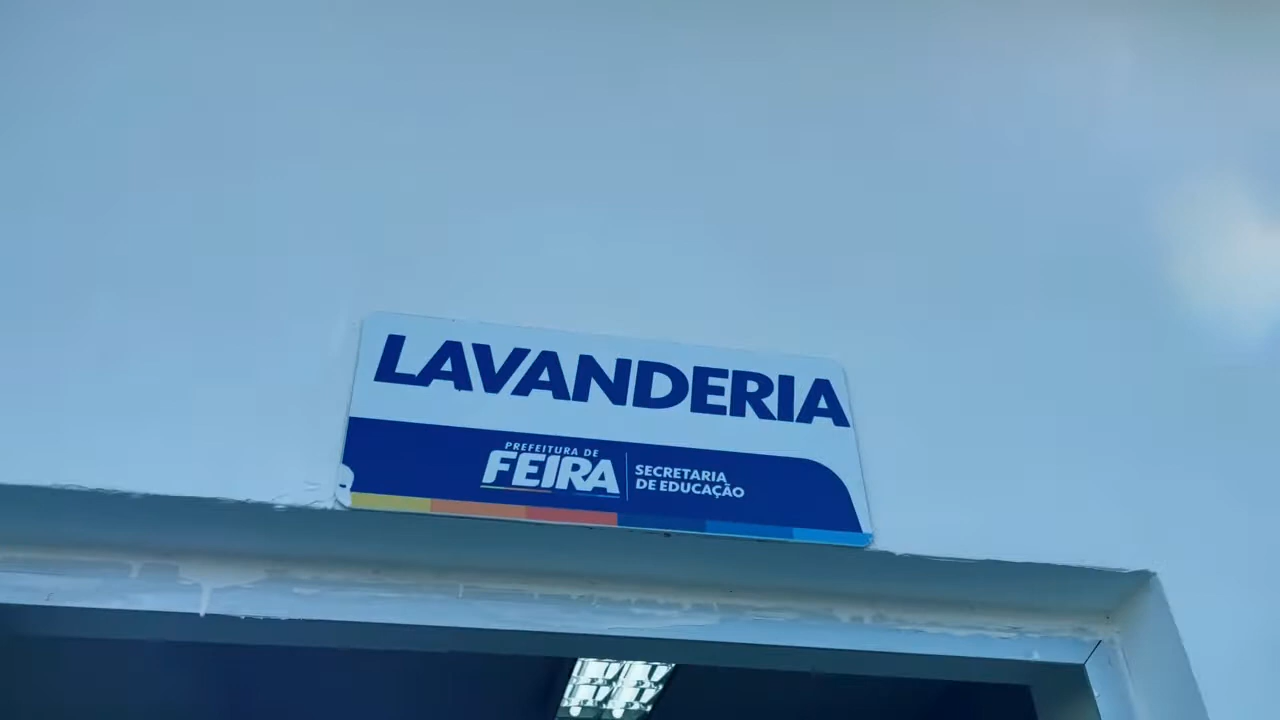 LAVANDERIA
PREFEITURA DE
FEIRA
SECRETARIA
DE EDUCAÇÃO